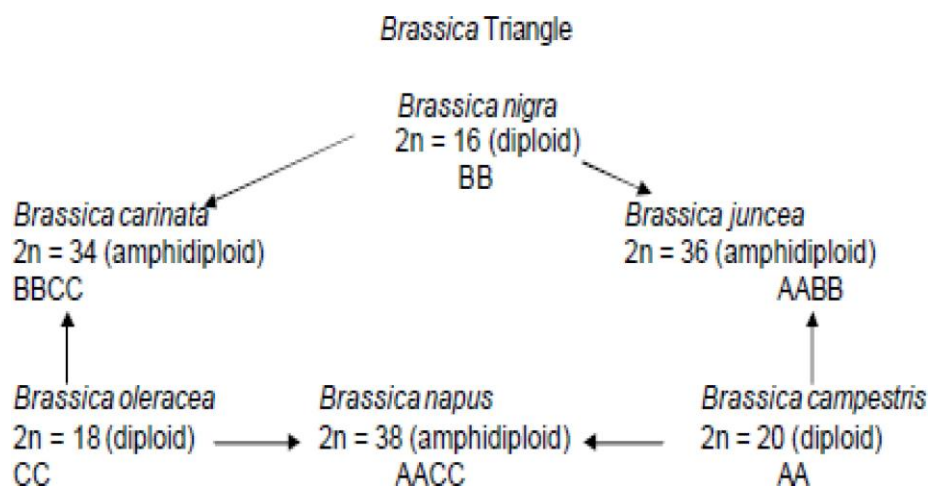 Brassica Triangle
Brassica nigra
2n = 16 (diploid)
BB
Brassica carinata
2n = 34 (amphidiploid)
BBCC
Brassica juncea
2n = 36 (amphidiploid)
AABB
Brassica oleracea
2n = 18 (diploid)
CC
Brassica napus
2n = 38 (amphidiploid)
AACC
Brassica campestris
2n = 20 (diploid)
AA